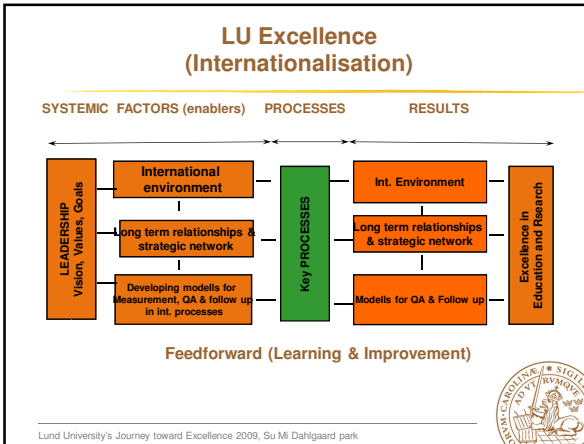 LU Excellence
(Internationalisation)
SYSTEMIC FACTORS (enablers) PROCESSES RESULTS
LEADERSHIP
Vision, Values, Goals
International
environment
Long term relationships &
strategic network
Developing modells for
Measurement, QA & follow up
in int. processes
Key PROCESSES
Int. Environment
Long term relationships
& strategic network
Modells for QA & Follow up
Excellence in
Education and Rsearch
Feedforward (Learning & Improvement)
Lund University's Journey toward Excellence 2009, Su Mi Dahlgaard park